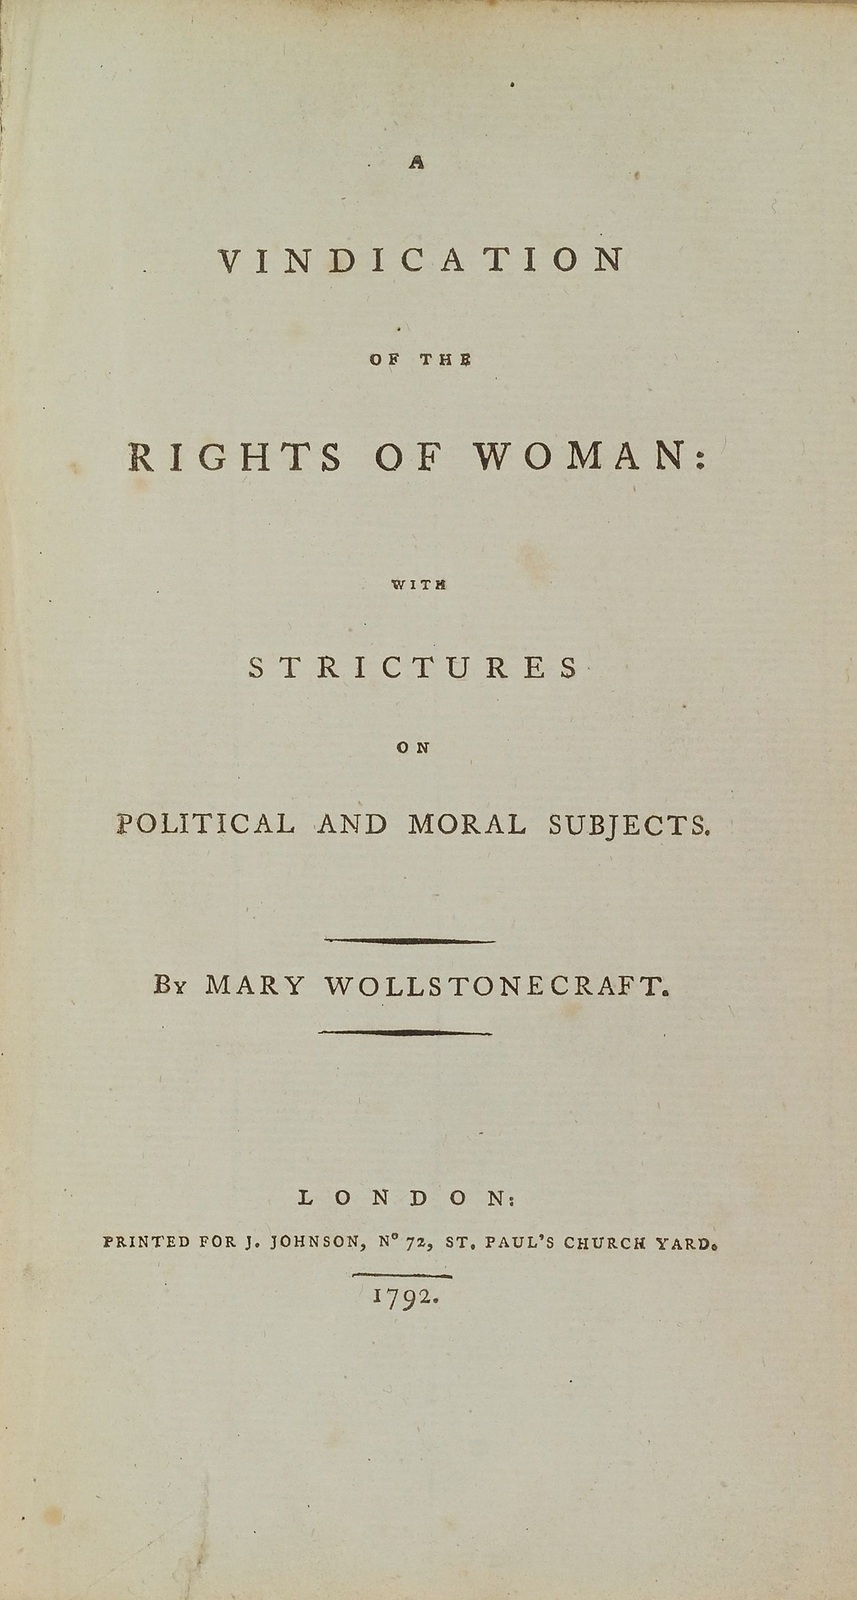 A
VINDICATION
OF THE
RIGHTS OF WOMAN:
WITH
STRICTURES
ON
POLITICAL AND MORAL SUBJECTS.
By MARY WOLLSTONECRAFT.
LONDON:
PRINTED FOR J. JOHNSON, Nº 72, ST. PAUL'S CHURCH YARD.
1792.